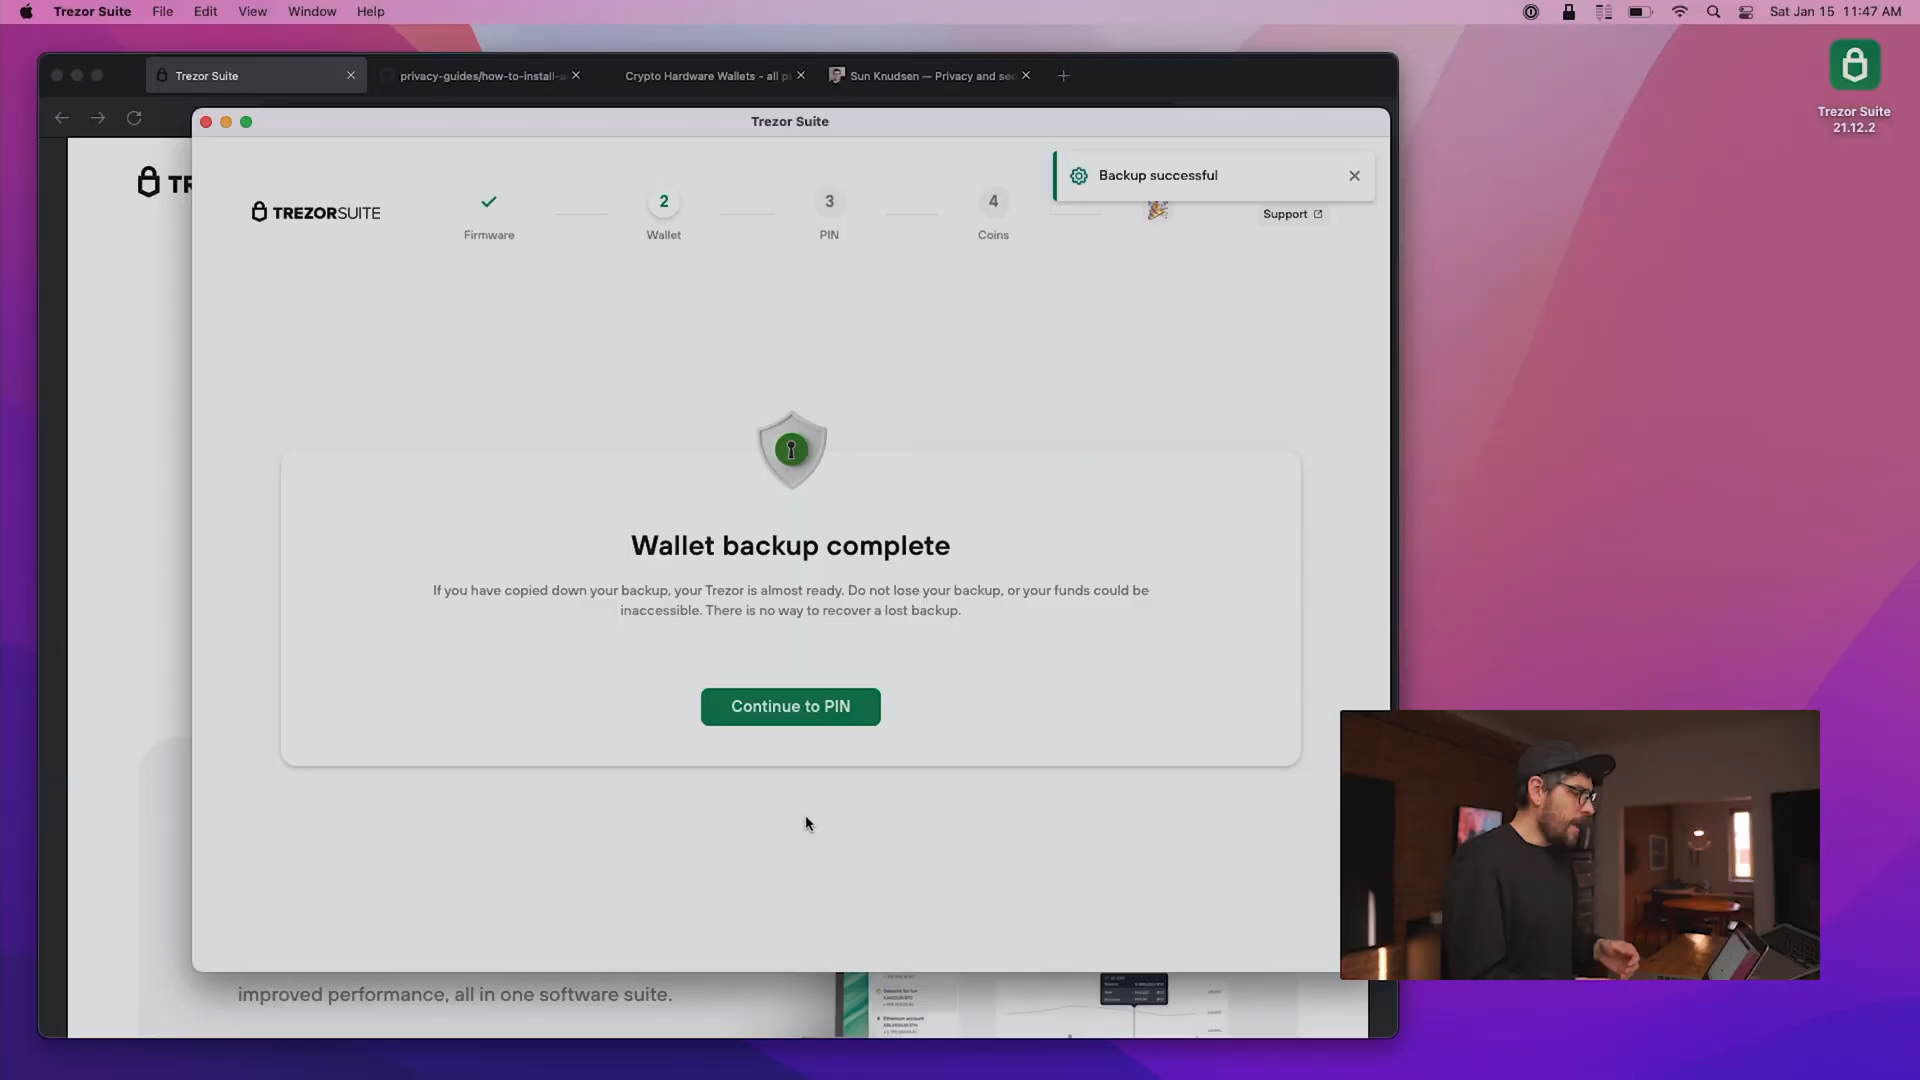 Trezor Suite File Edit View Window Help
Sat Jan 15 11:47 AM
Trezor Suite
privacy-guides/how-to-install-
Crypto Hardware Wallets - all p
Sun Knudsen — Privacy and sec
Trezor Suite
21.12.2
Trezor Suite
Backup successful
TR
TREZORSUITE
2
3
4
Support
Firmware
Wallet
PIN
Coins
Wallet backup complete
If you have copied down your backup, your Trezor is almost ready. Do not lose your backup, or your funds could be
inaccessible. There is no way to recover a lost backup.
Continue to PIN
improved performance, all in one software suite.
Ethereum account